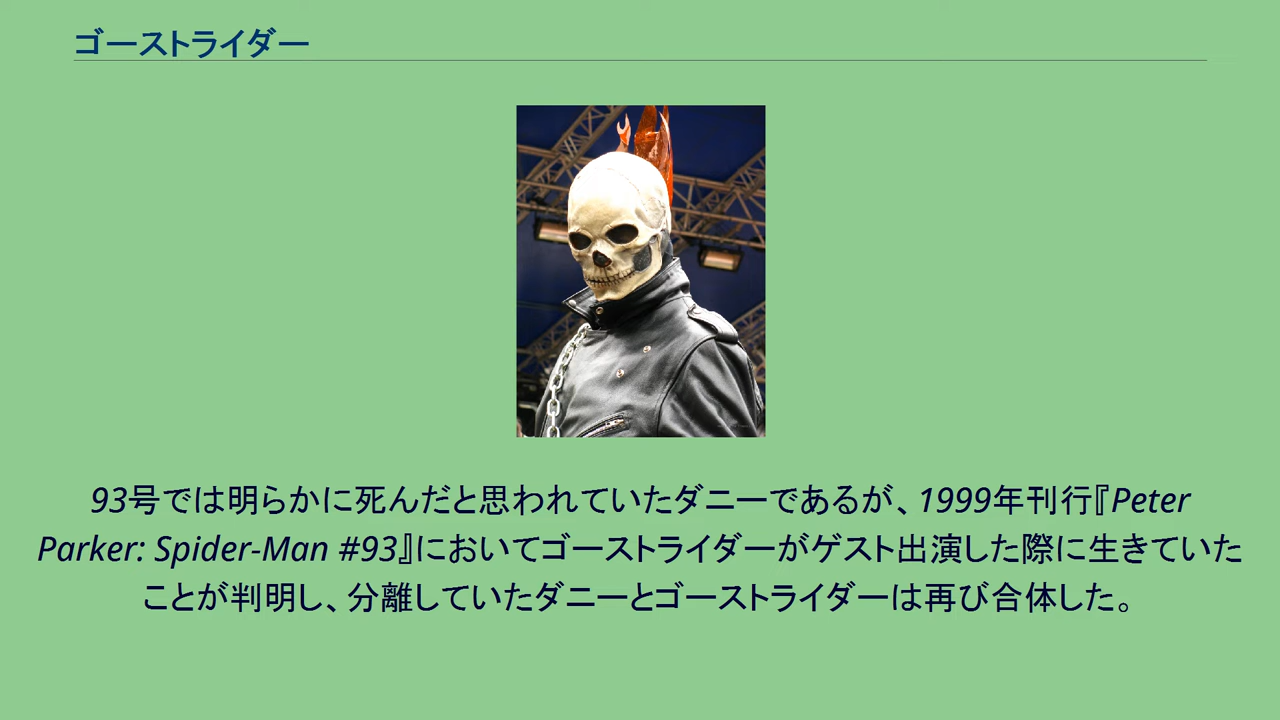 ゴーストライダー
93号では明らかに死んだと思われていたダニーであるが、1999年刊行『Peter
Parker: Spider-Man #93』においてゴーストライダーがゲスト出演した際に生きていた
ことが判明し、分離していたダニーとゴーストライダーは再び合体した。